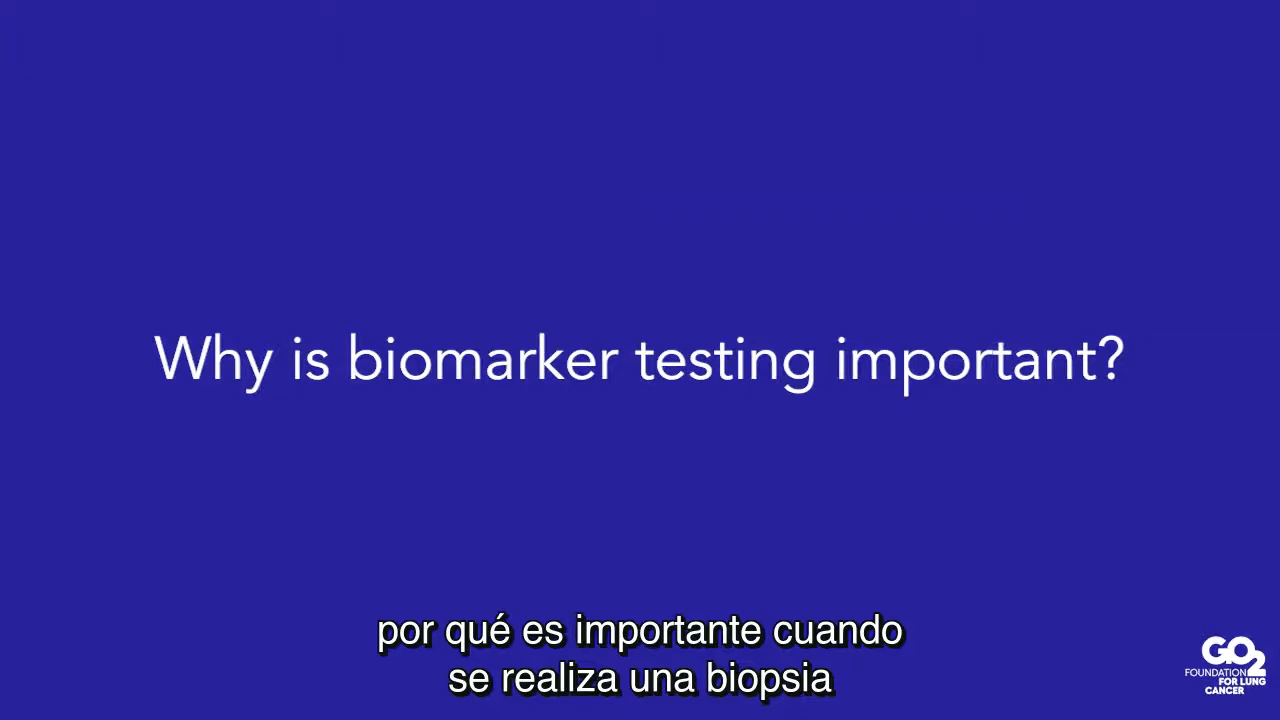 Why is biomarker testing important?
por qué es importante cuando
se realiza una biopsia
GO2
FOUNDATION
FOR LUNG
CANCER